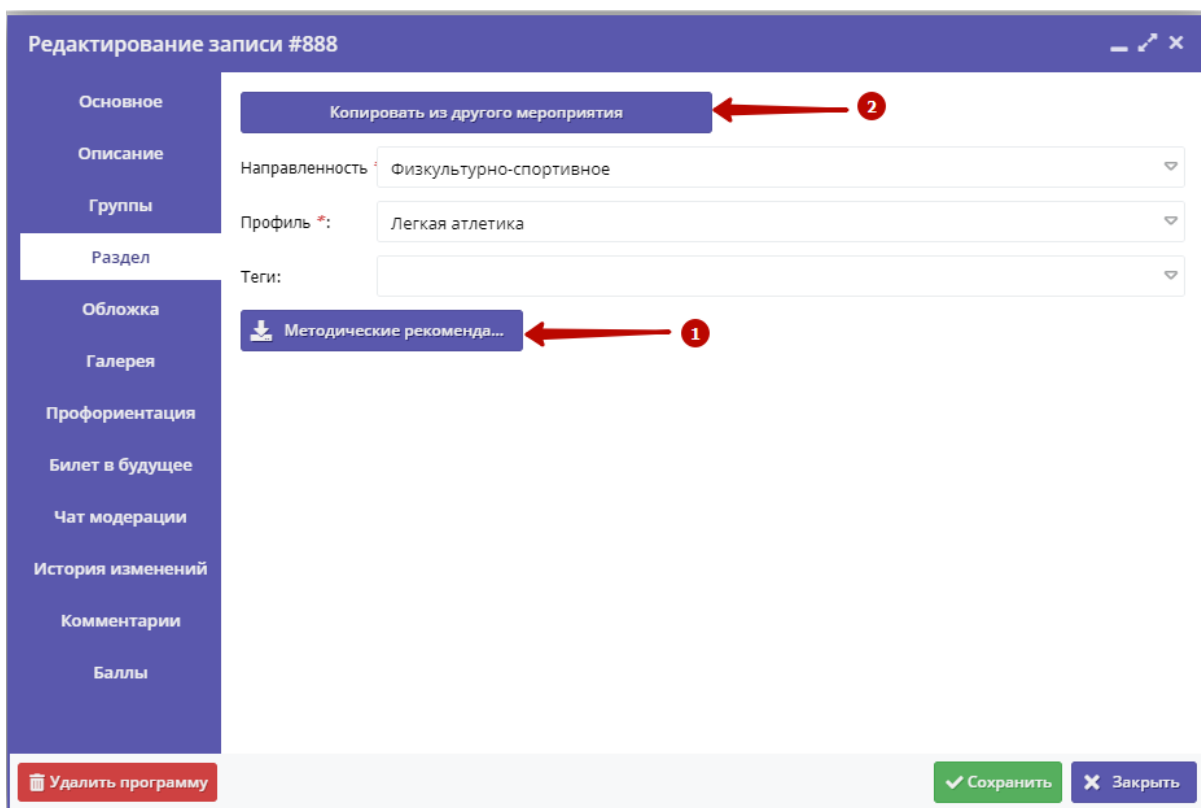 Редактирование записи #888
Основное
Описание
Группы
Раздел
Обложка
Галерея
Профориентация
Билет в будущее
Чат модерации
История изменений
Комментарии
Баллы
Копировать из другого мероприятия
2
Направленность *
Физкультурно-спортивное
Профиль *:
Легкая атлетика
Теги:
Методические рекоменда...
1
Удалить программу
Сохранить
Закрыть